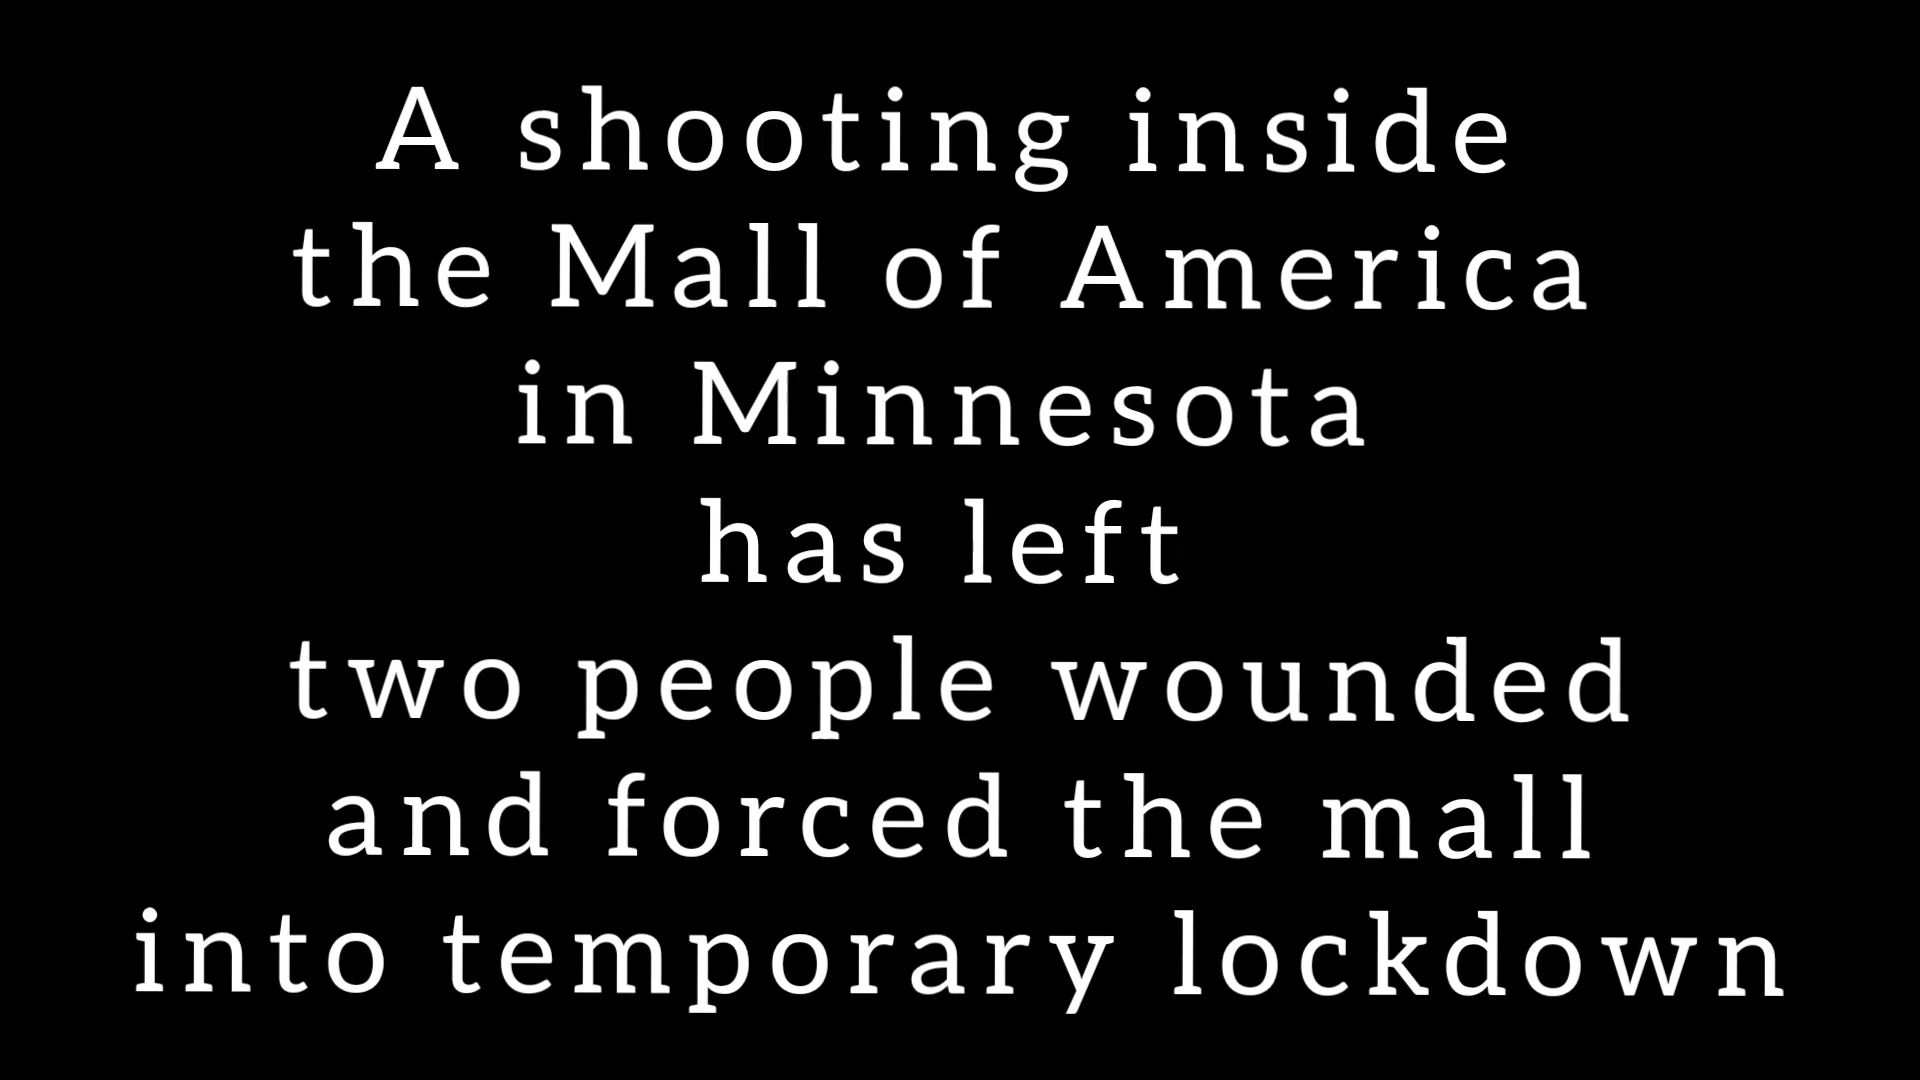 A shooting inside
the Mall of America
in Minnesota
has left
two people wounded
and forced the mall
into temporary lockdown